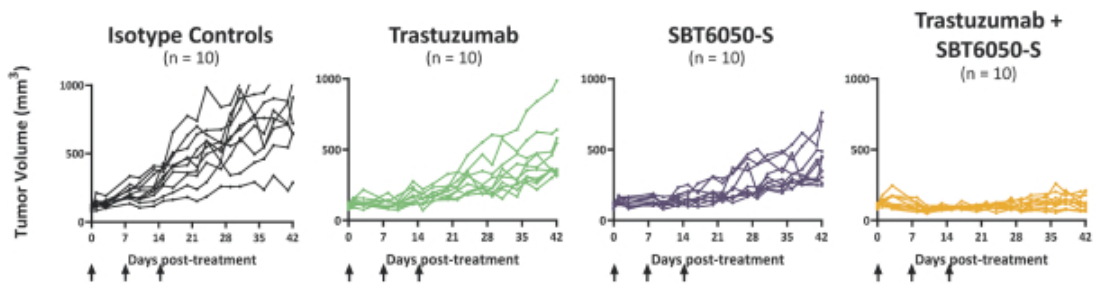 Isotype Controls
(n = 10)
Trastuzumab
(n = 10)
SBT6050-S
(n = 10)
Trastuzumab +
SBT6050-S
(n = 10)
Tumor Volume (mm³)
1000
500
0
0 7 14 21 28 35 42
Days post-treatment
1000
500
0
0 7 14 21 28 35 42
Days post-treatment
1000
500
0
0 7 14 21 28 35 42
Days post-treatment
1000
500
0
0 7 14 21 28 35 42
Days post-treatment